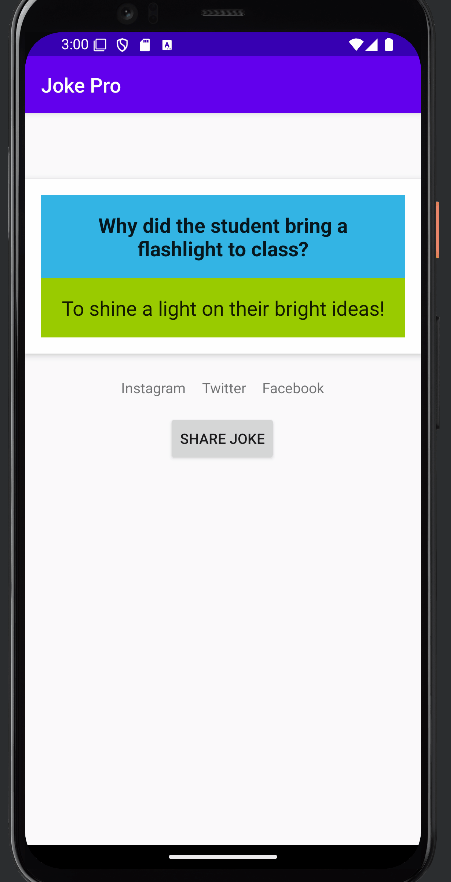 3:00
Joke Pro
Why did the student bring a
flashlight to class?
To shine a light on their bright ideas!
Instagram Twitter Facebook
SHARE JOKE